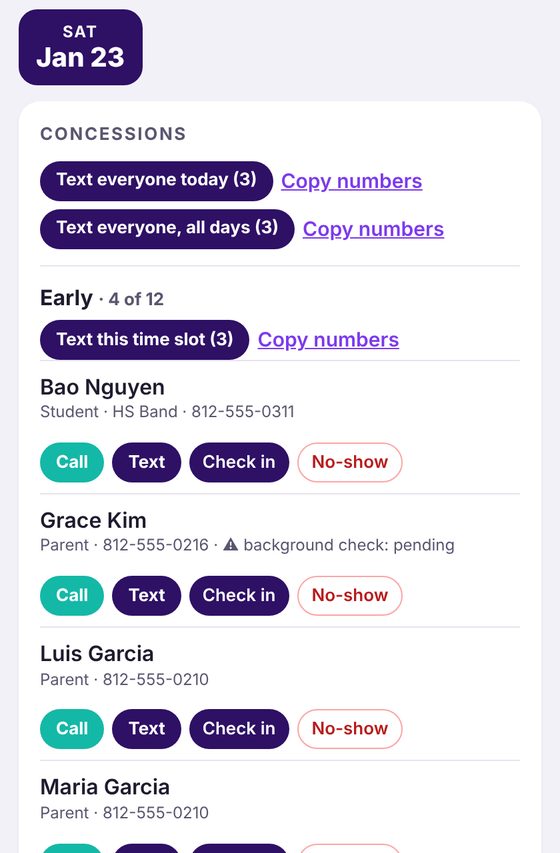 SAT
Jan 23
CONCESSIONS
Text everyone today (3) Copy numbers
Text everyone, all days (3) Copy numbers
Early · 4 of 12
Text this time slot (3) Copy numbers
Bao Nguyen
Student · HS Band · 812-555-0311
Call Text Check in No-show
Grace Kim
Parent · 812-555-0216 · ⚠ background check: pending
Call Text Check in No-show
Luis Garcia
Parent · 812-555-0210
Call Text Check in No-show
Maria Garcia
Parent · 812-555-0210